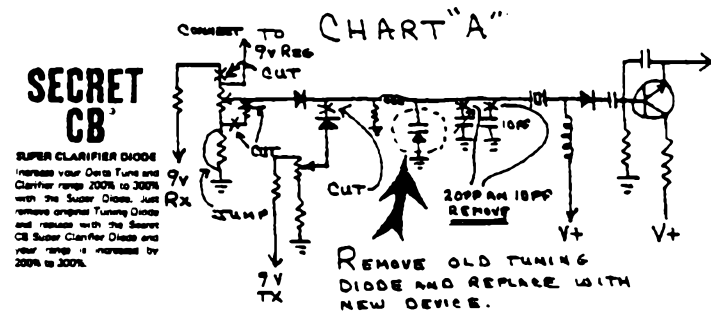 CHART "A"
CONNECT TO
9V REG
CUT
SECRET
CB
SUPER CLARIFIER DIODE
Increase your Delta Tune and
Clarifier range 200% to 300%
with the Super Diode. Just
remove original Tuning Diode
and replace with the Secret
CB Super Clarifier Diode and
your range is increased by
200% to 300%.
CUT
9V
RX
JUMP
CUT
10PF
20PF AN 10PF
REMOVE
V+
V+
9V
TX
REMOVE OLD TUNING
DIODE AND REPLACE WITH
NEW DEVICE.